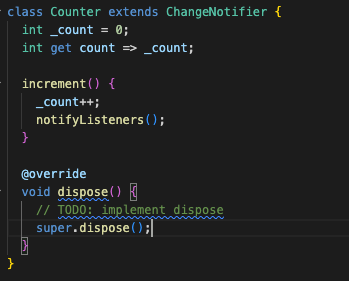 class Counter extends ChangeNotifier {
  int _count = 0;
  int get count => _count;

  increment() {
    _count++;
    notifyListeners();
  }

  @override
  void dispose() {
    // TODO: implement dispose
    super.dispose();
  }
}